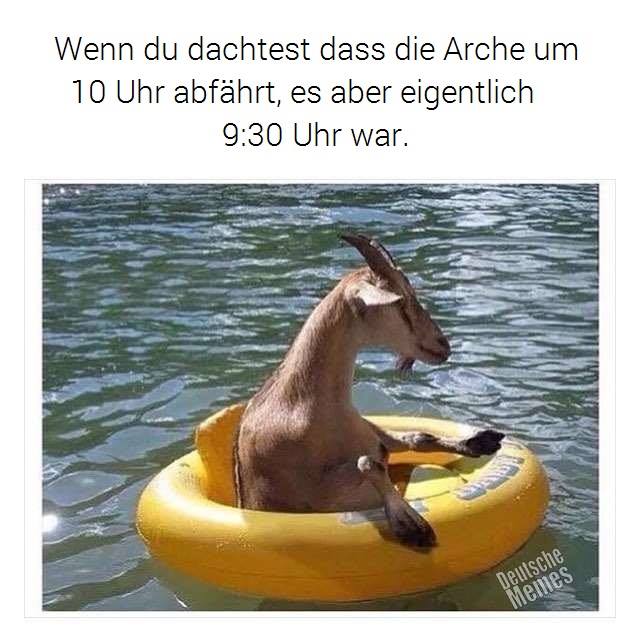 Wenn du dachtest dass die Arche um
10 Uhr abfährt, es aber eigentlich
9:30 Uhr war.
Deutsche
Memes